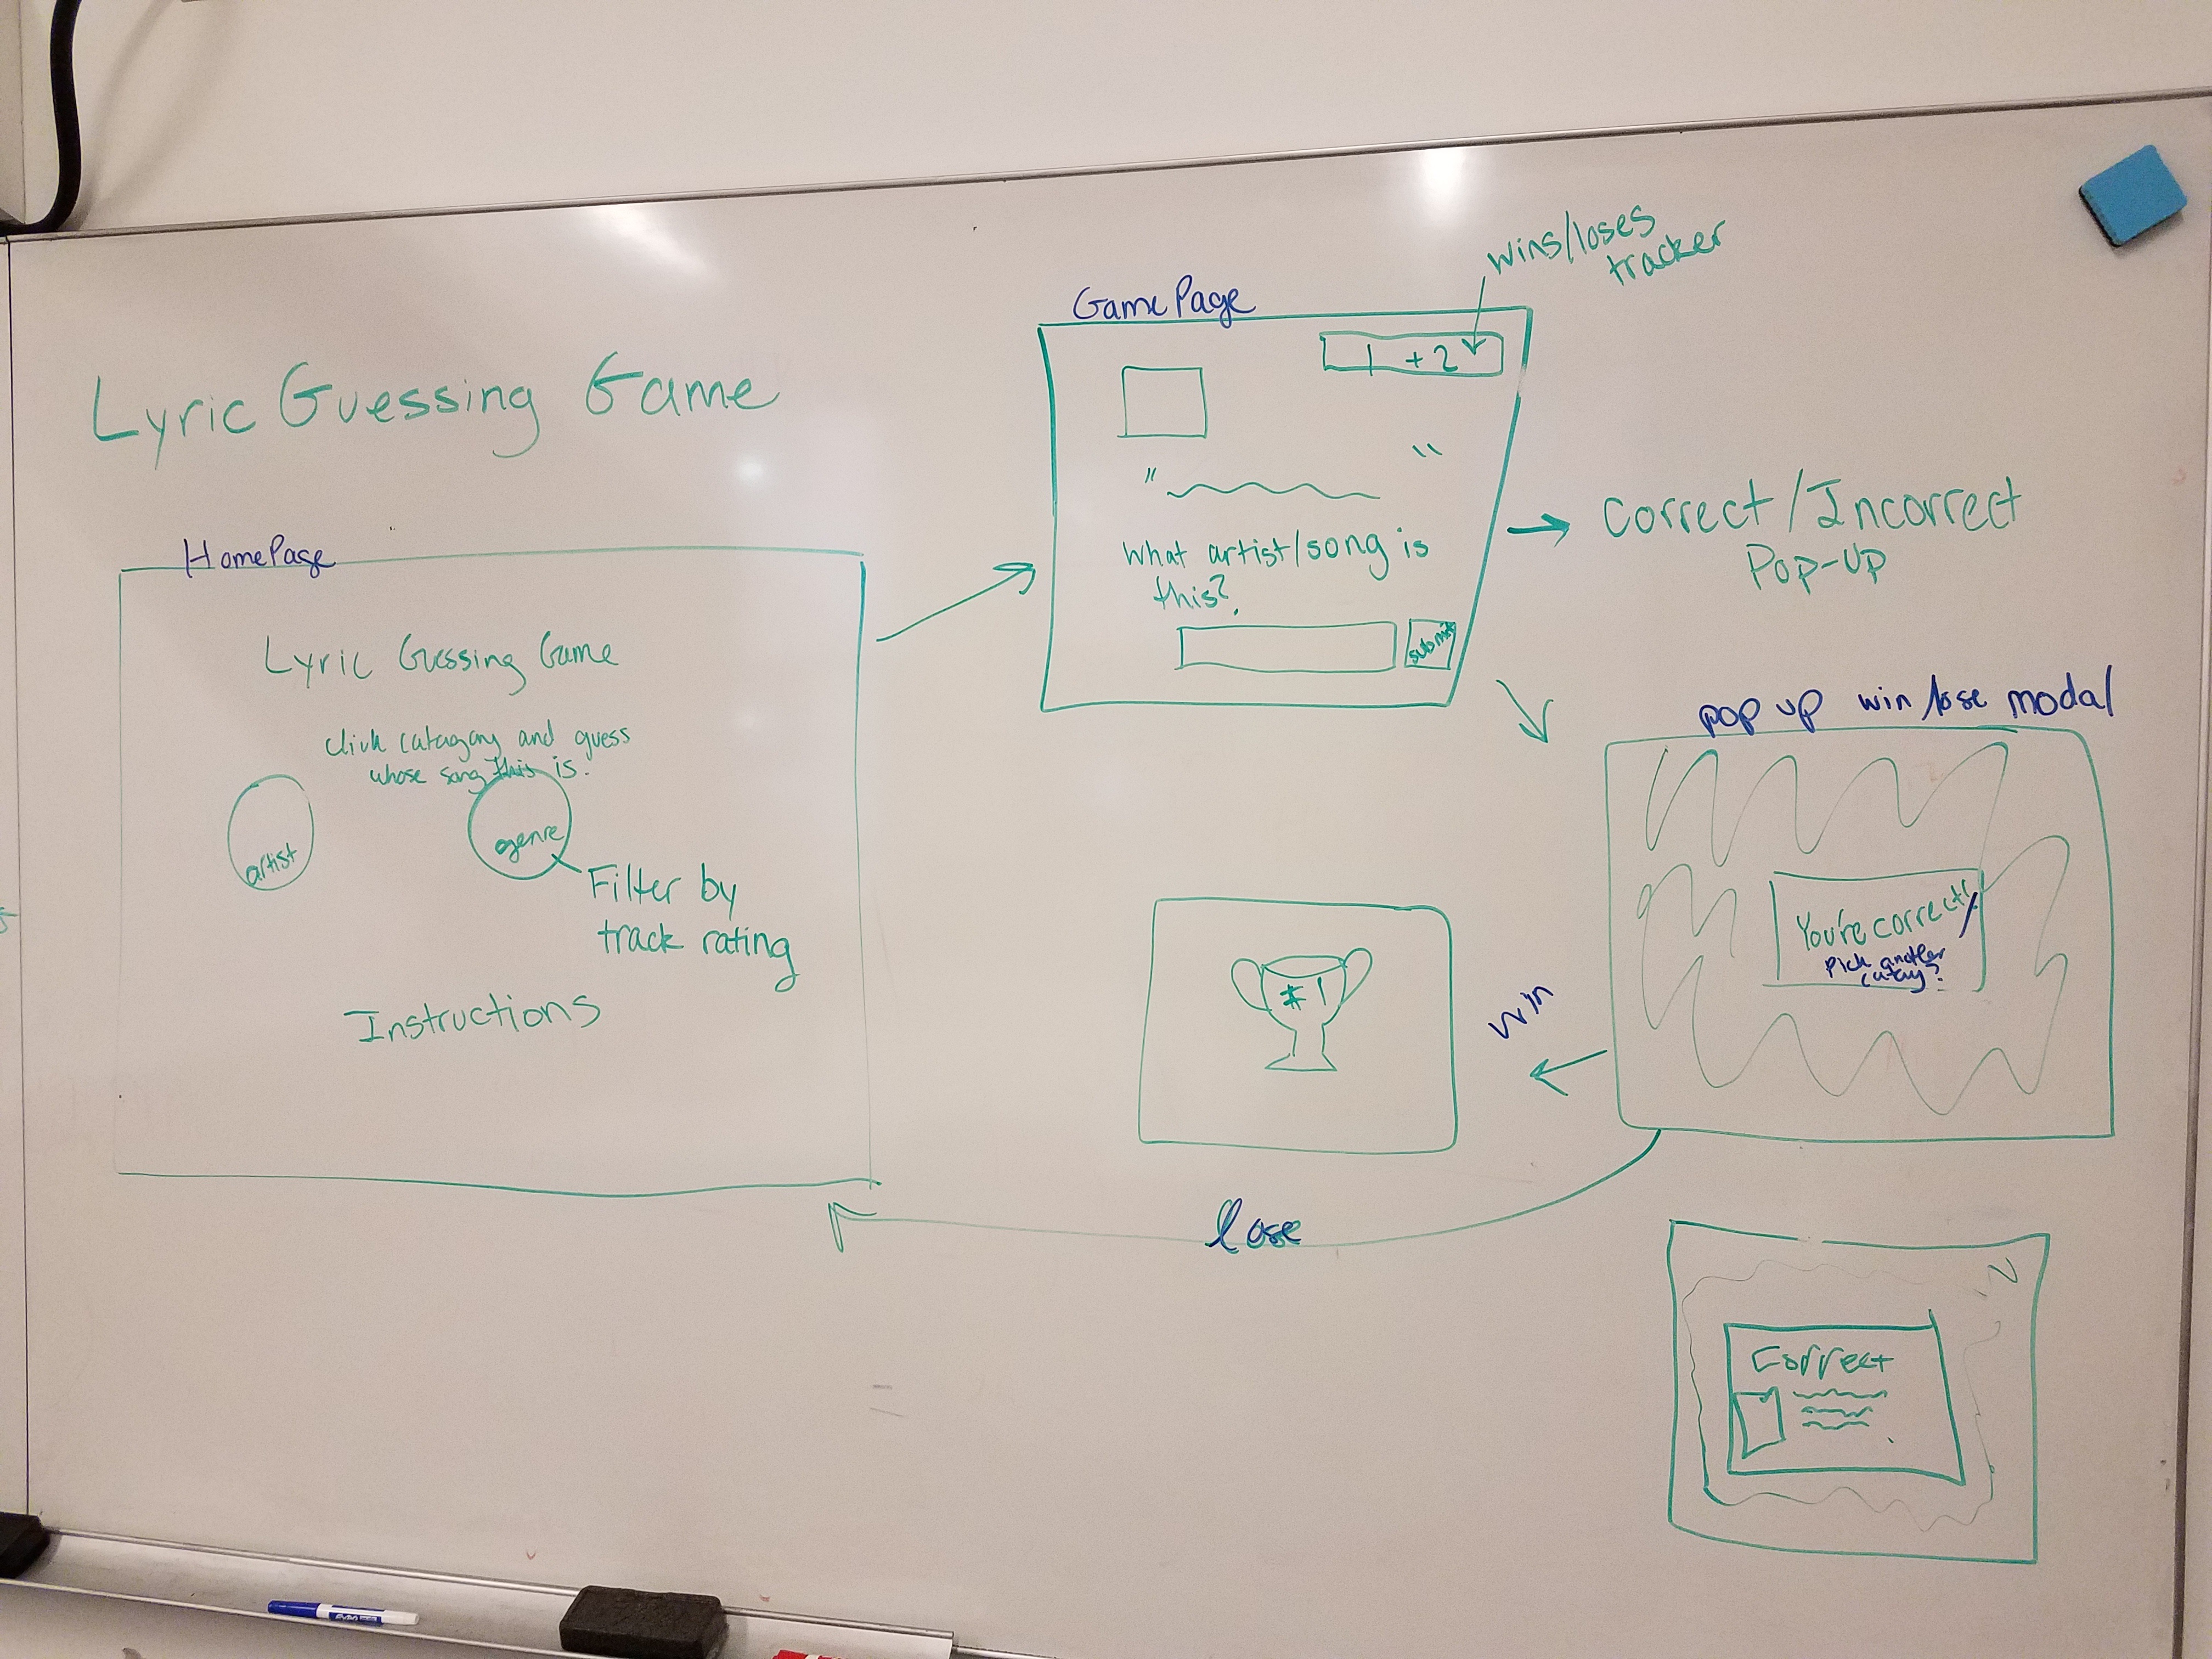 Lyric Guessing Game
HomePage
Lyric Guessing Game
click catagary and guess
whose song this is.
artist
genre
Filter by
track rating
Instructions
wins/loses
tracker
Game Page
1 +2
"
"
What artist/song is
this?
submit
Correct/Incorrect
Pop-Up
pop up win/lose modal
You're correct!
Pick another
catagy?
win
#1
lose
Correct